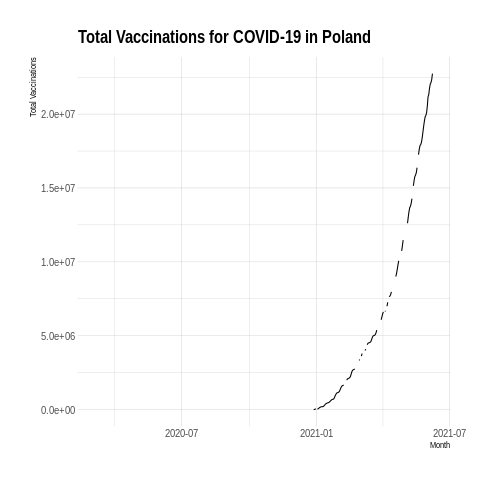 Total Vaccinations for COVID-19 in Poland
Total Vaccinations
2.0e+07
1.5e+07
1.0e+07
5.0e+06
0.0e+00
2020-07
2021-01
2021-07
Month